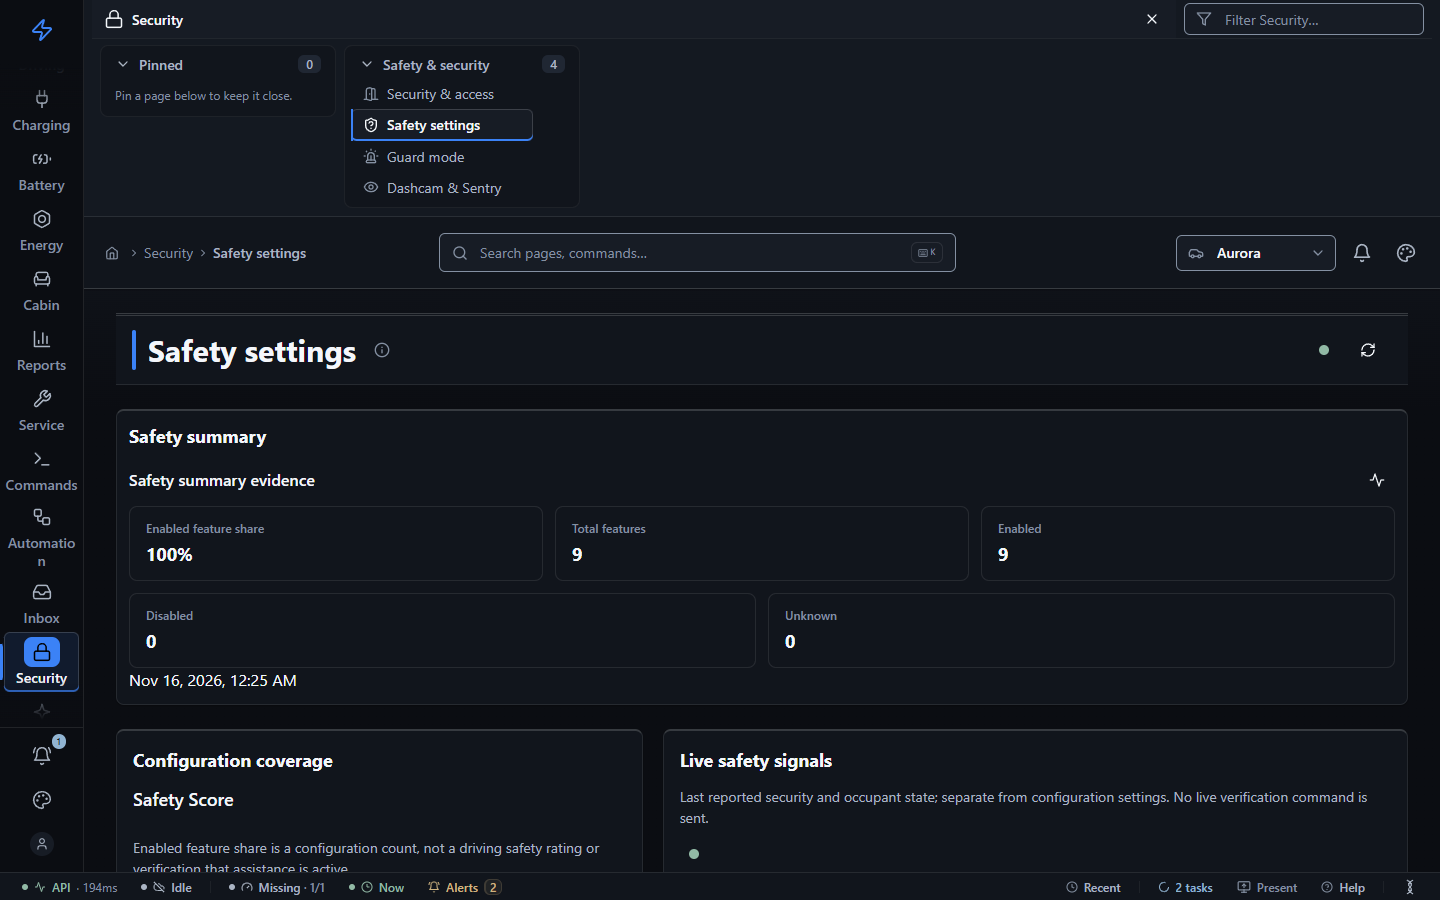 Security
Filter Security...
Pinned
0
Pin a page below to keep it close.
Safety & security
4
Security & access
Safety settings
Guard mode
Dashcam & Sentry
Charging
Battery
Energy
Cabin
Reports
Service
Commands
Automatio
n
Inbox
Security
1
Security
Safety settings
Search pages, commands...
K
Aurora
Safety settings
Safety summary
Safety summary evidence
Enabled feature share
100%
Total features
9
Enabled
9
Disabled
0
Unknown
0
Nov 16, 2026, 12:25 AM
Configuration coverage
Safety Score
Enabled feature share is a configuration count, not a driving safety rating or
verification that assistance is active.
Live safety signals
Last reported security and occupant state; separate from configuration settings. No live verification command is
sent.
API · 194ms
Idle
Missing · 1/1
Now
Alerts 2
Recent
2 tasks
Present
Help